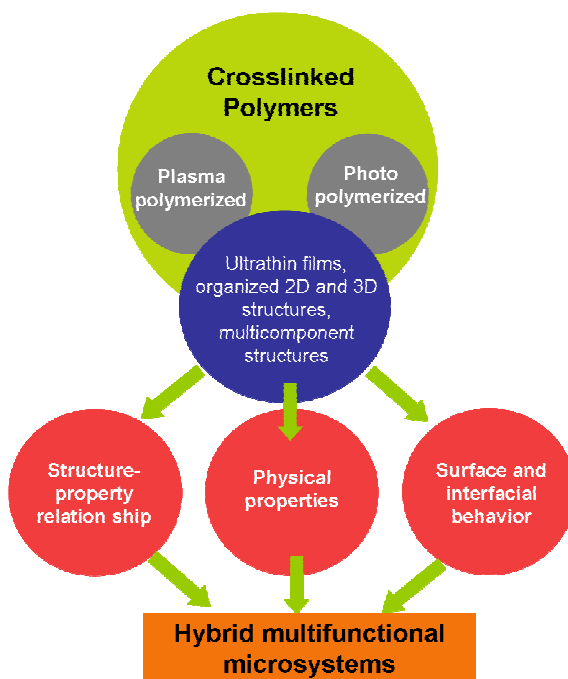 Crosslinked
Polymers
Plasma
polymerized
Photo
polymerized
Ultrathin films,
organized 2D and 3D
structures,
multicomponent
structures
Structure-
property
relation ship
Physical
properties
Surface and
interfacial
behavior
Hybrid multifunctional
microsystems